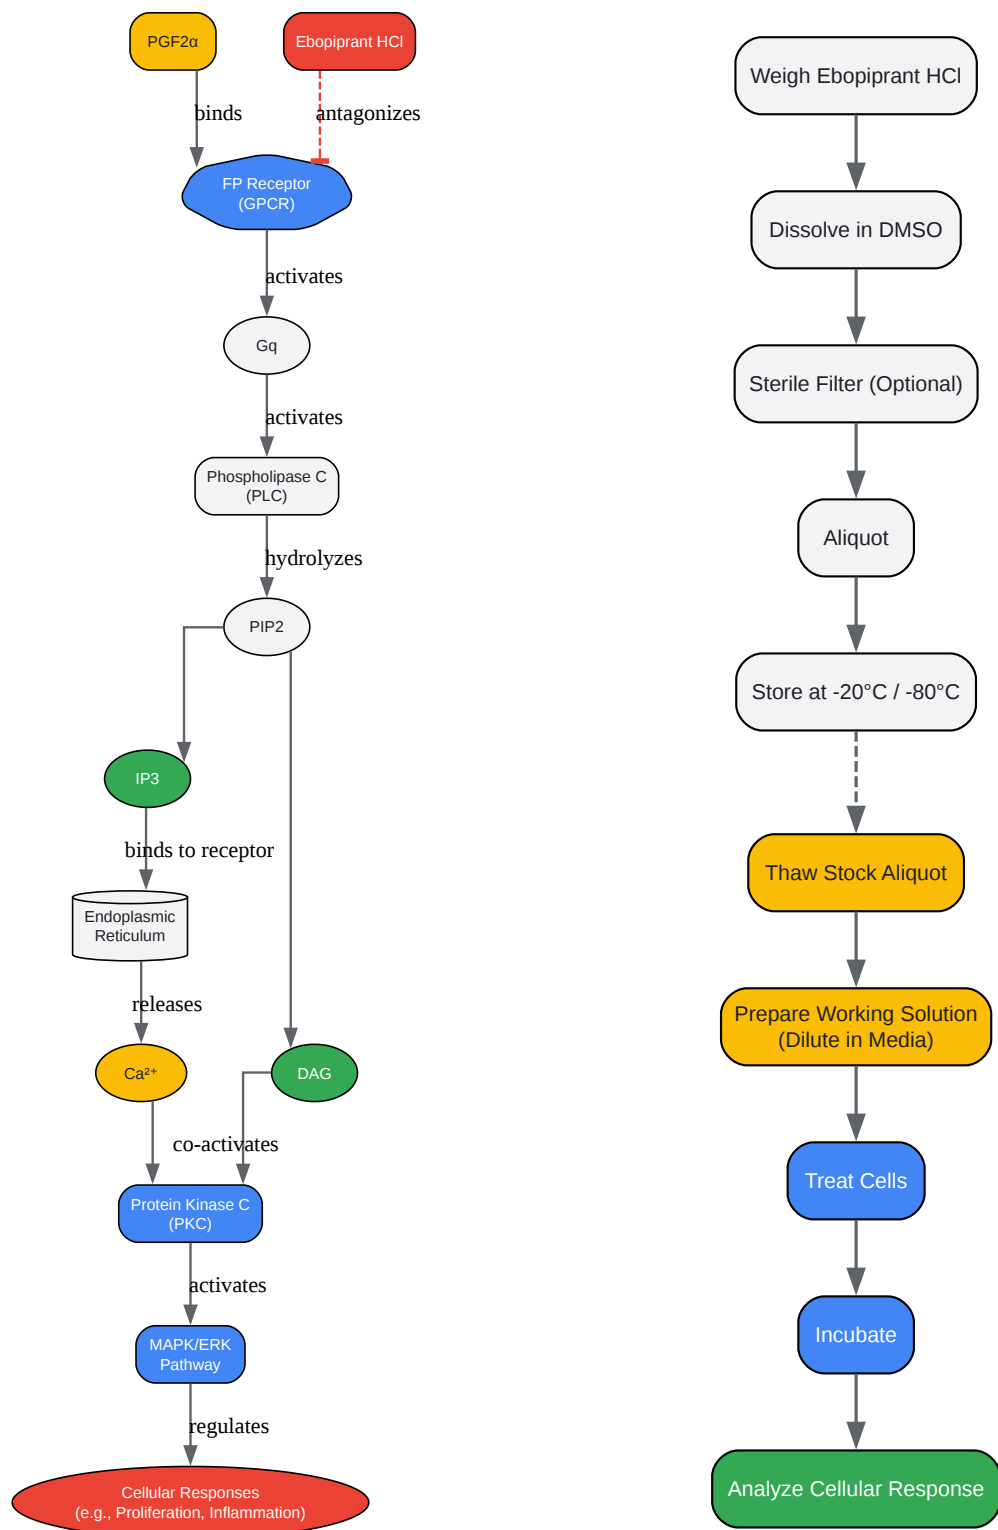 PGF2α
Ebopiprant HCl
binds
antagonizes
FP Receptor
(GPCR)
activates
Gq
activates
Phospholipase C
(PLC)
hydrolyzes
PIP2
IP3
binds to receptor
Endoplasmic
Reticulum
releases
Ca²⁺
DAG
co-activates
Protein Kinase C
(PKC)
activates
MAPK/ERK
Pathway
regulates
Cellular Responses
(e.g., Proliferation, Inflammation)
Weigh Ebopiprant HCl
Dissolve in DMSO
Sterile Filter (Optional)
Aliquot
Store at -20°C / -80°C
Thaw Stock Aliquot
Prepare Working Solution
(Dilute in Media)
Treat Cells
Incubate
Analyze Cellular Response